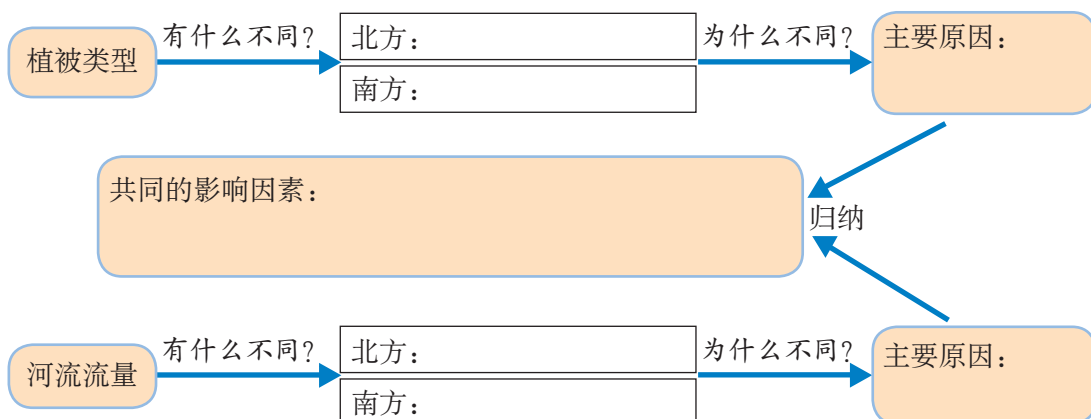 植被类型
有什么不同?
北方：
南方：
为什么不同?
主要原因：
共同的影响因素：
归纳
河流流量
有什么不同?
北方：
南方：
为什么不同?
主要原因：